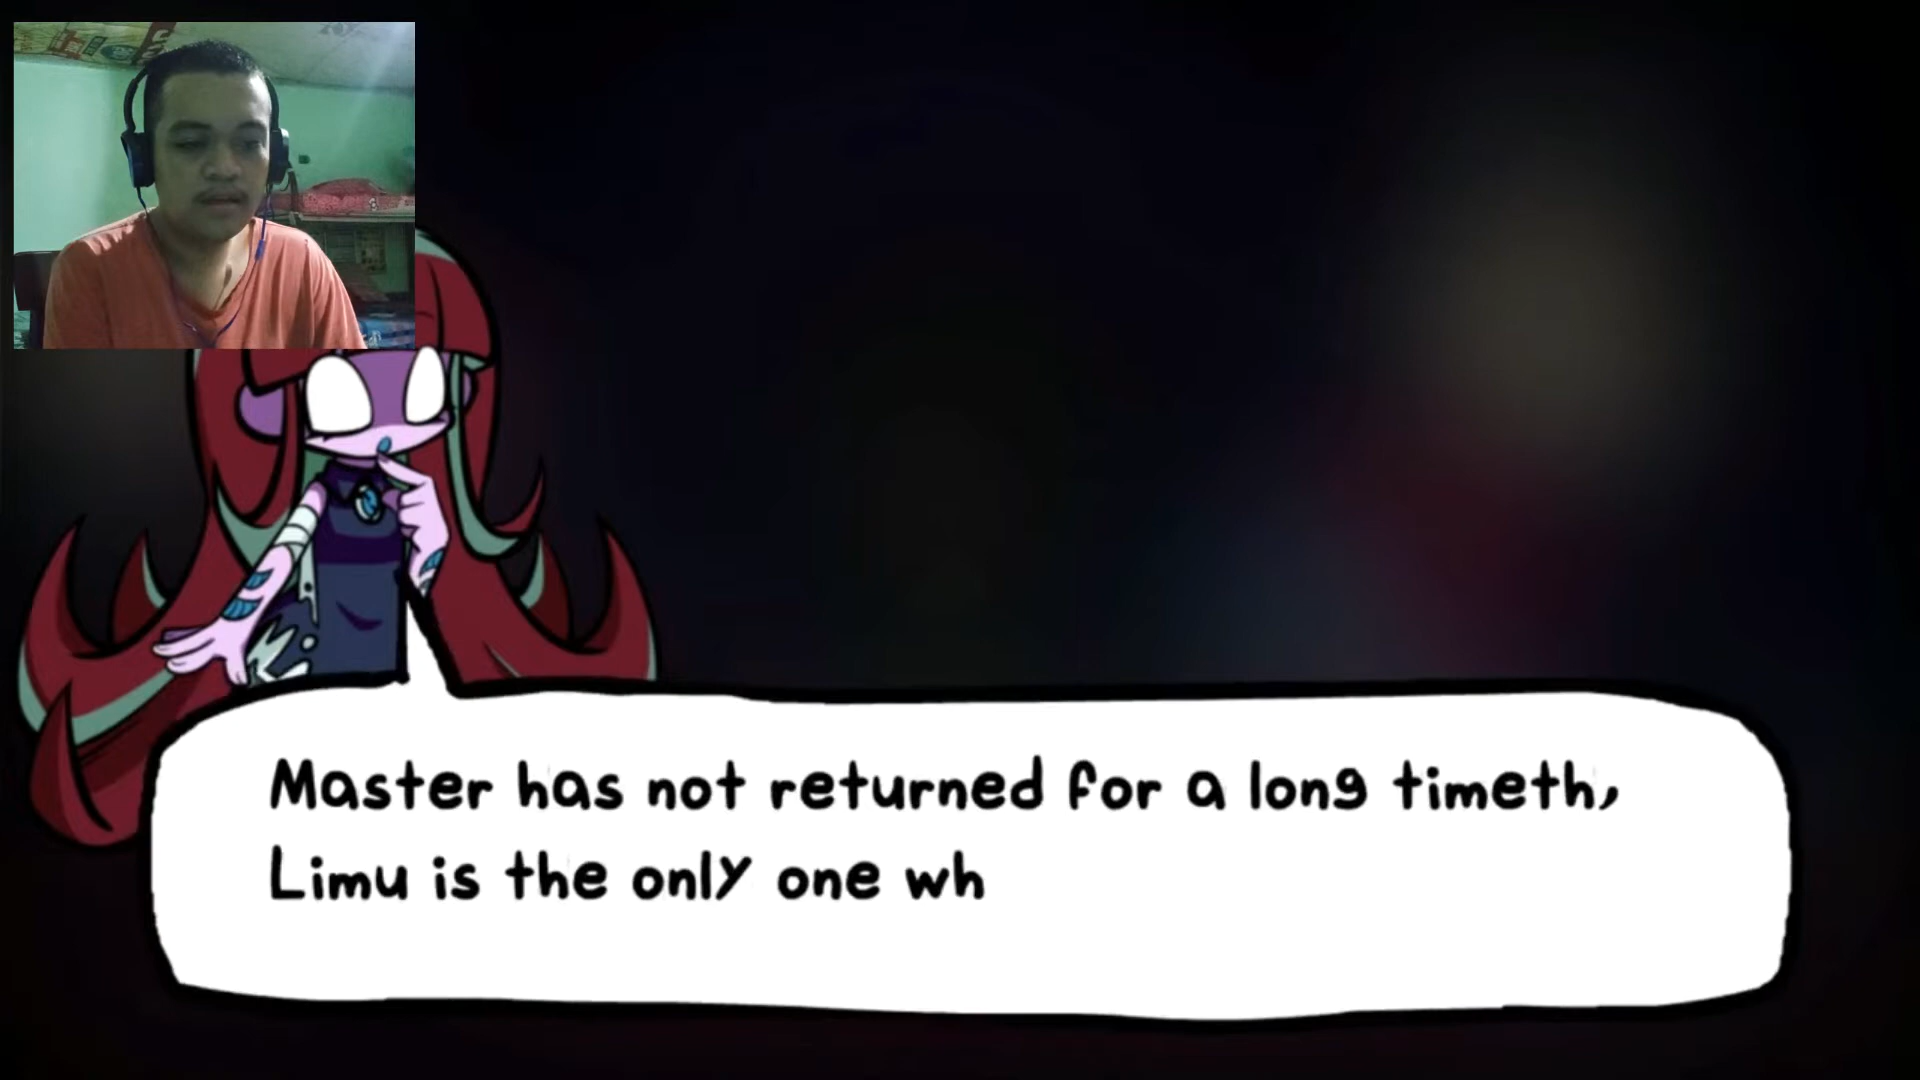 Master has not returned for a long timeth,
Limu is the only one wh